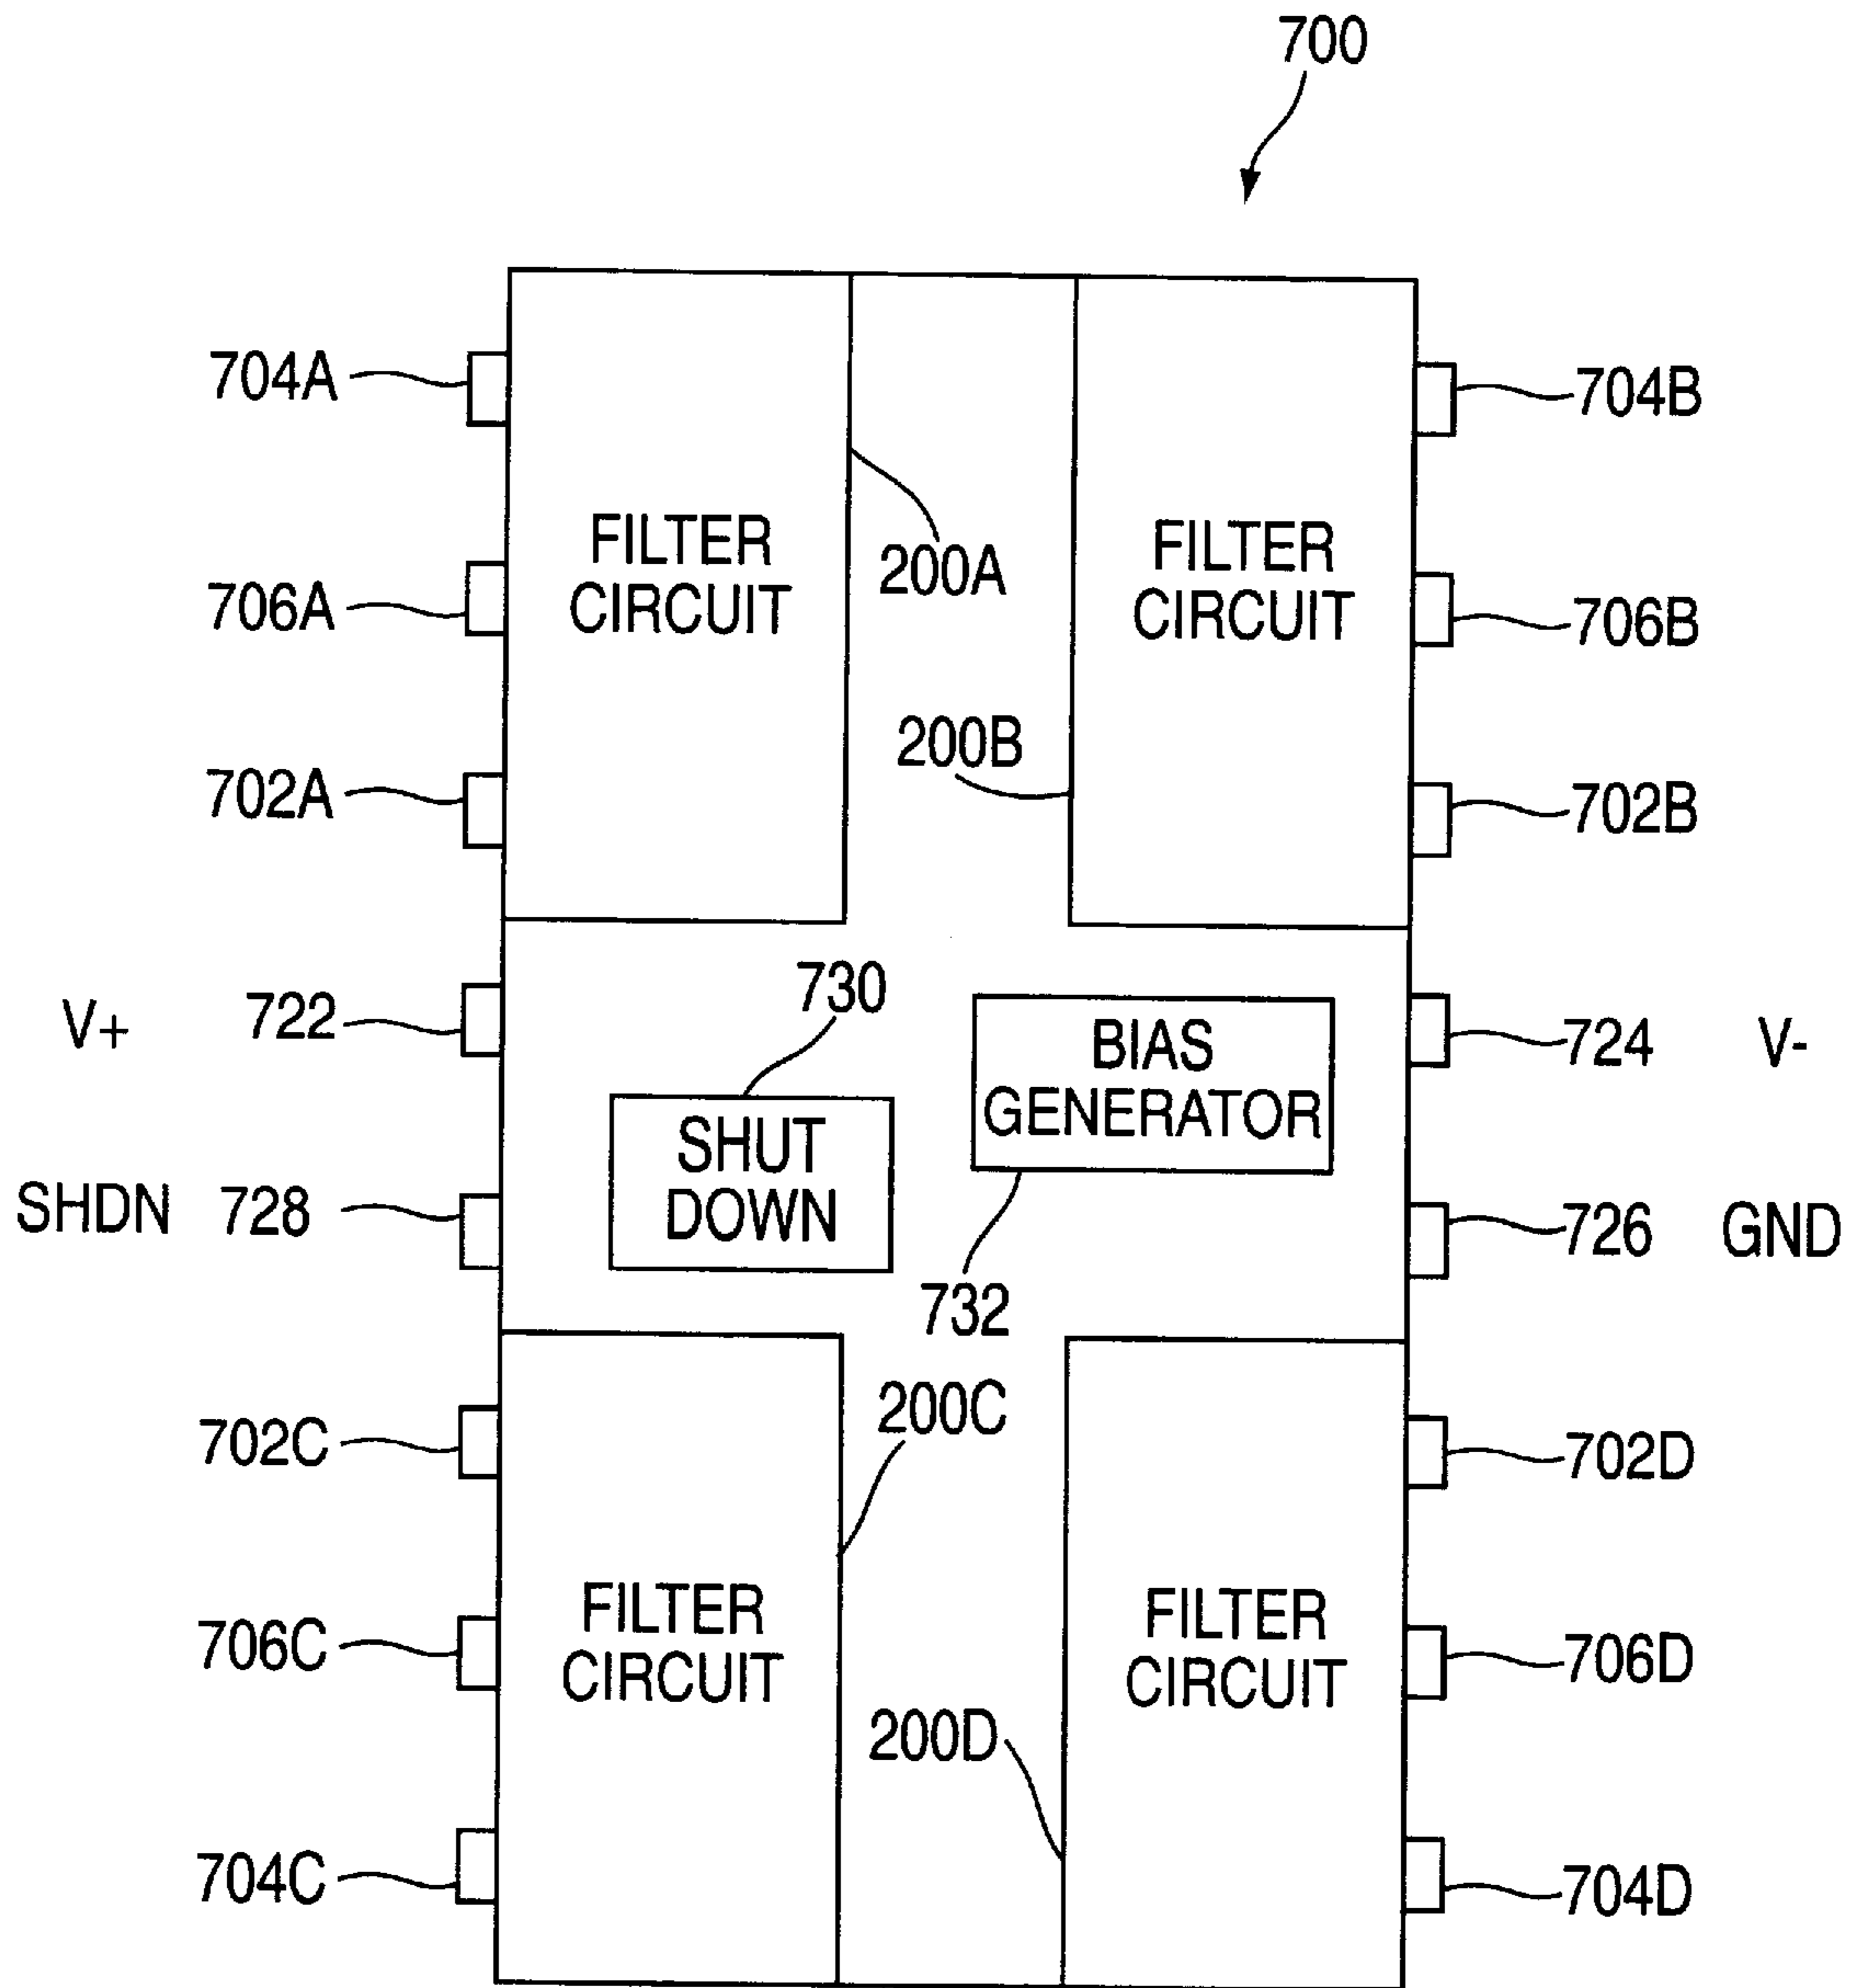 700
704A
704B
FILTER
CIRCUIT
200A
FILTER
CIRCUIT
706A
706B
200B
702A
702B
V+ 722
730
BIAS
GENERATOR
724 V-
SHDN 728
SHUT
DOWN
726 GND
732
702C
200C
702D
FILTER
CIRCUIT
FILTER
CIRCUIT
706C
706D
200D
704C
704D